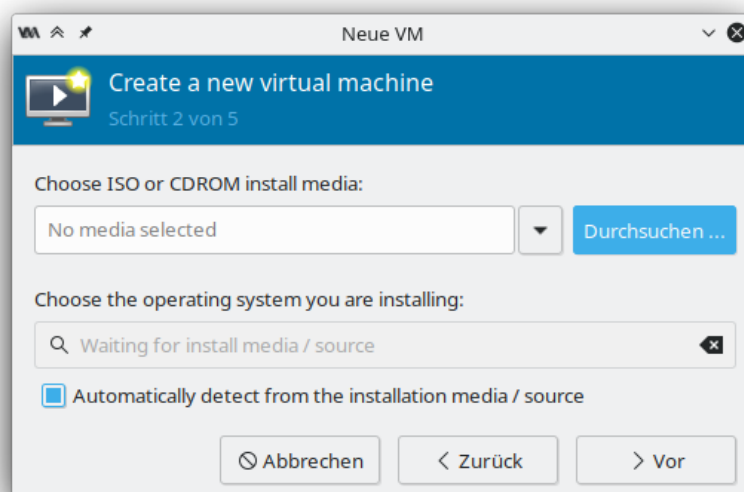 Neue VM
Create a new virtual machine
Schritt 2 von 5
Choose ISO or CDROM install media:
No media selected
Durchsuchen ...
Choose the operating system you are installing:
Waiting for install media / source
Automatically detect from the installation media / source
Abbrechen
Zurück
Vor